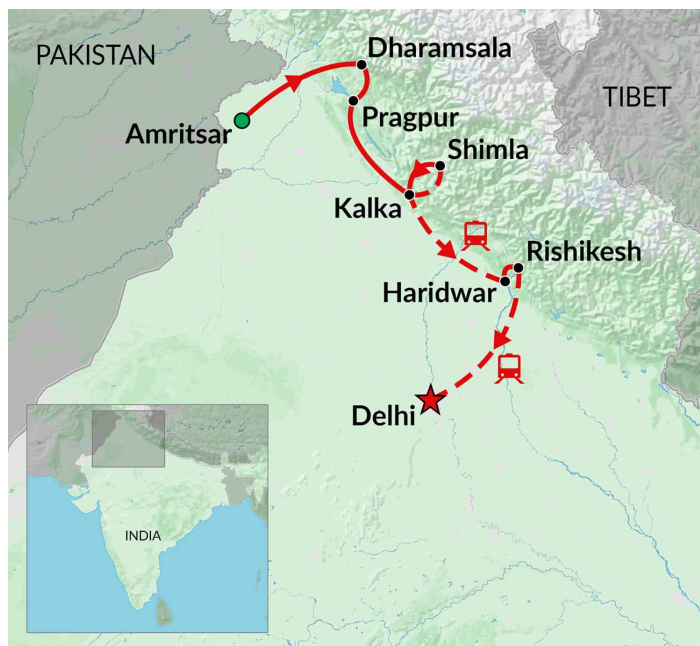 PAKISTAN
Dharamsala
TIBET
Pragpur
Amritsar
Shimla
Kalka
Rishikesh
Haridwar
Delhi
INDIA